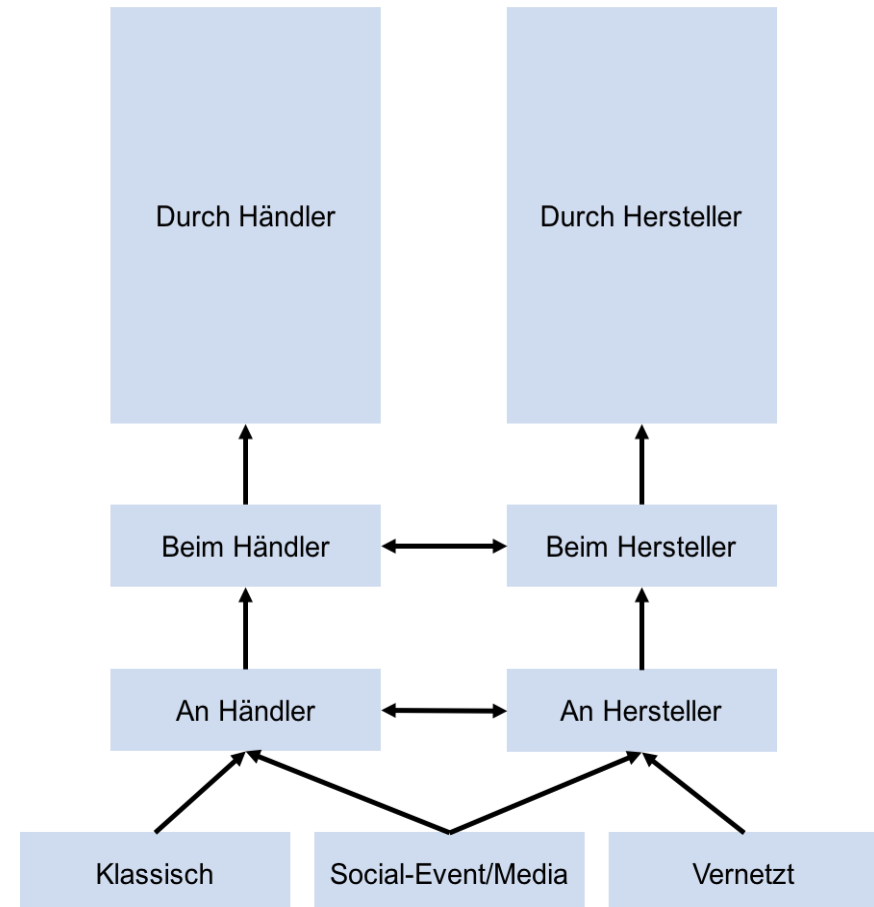 Durch Händler
Durch Hersteller
Beim Händler
Beim Hersteller
An Händler
An Hersteller
Klassisch
Social-Event/Media
Vernetzt